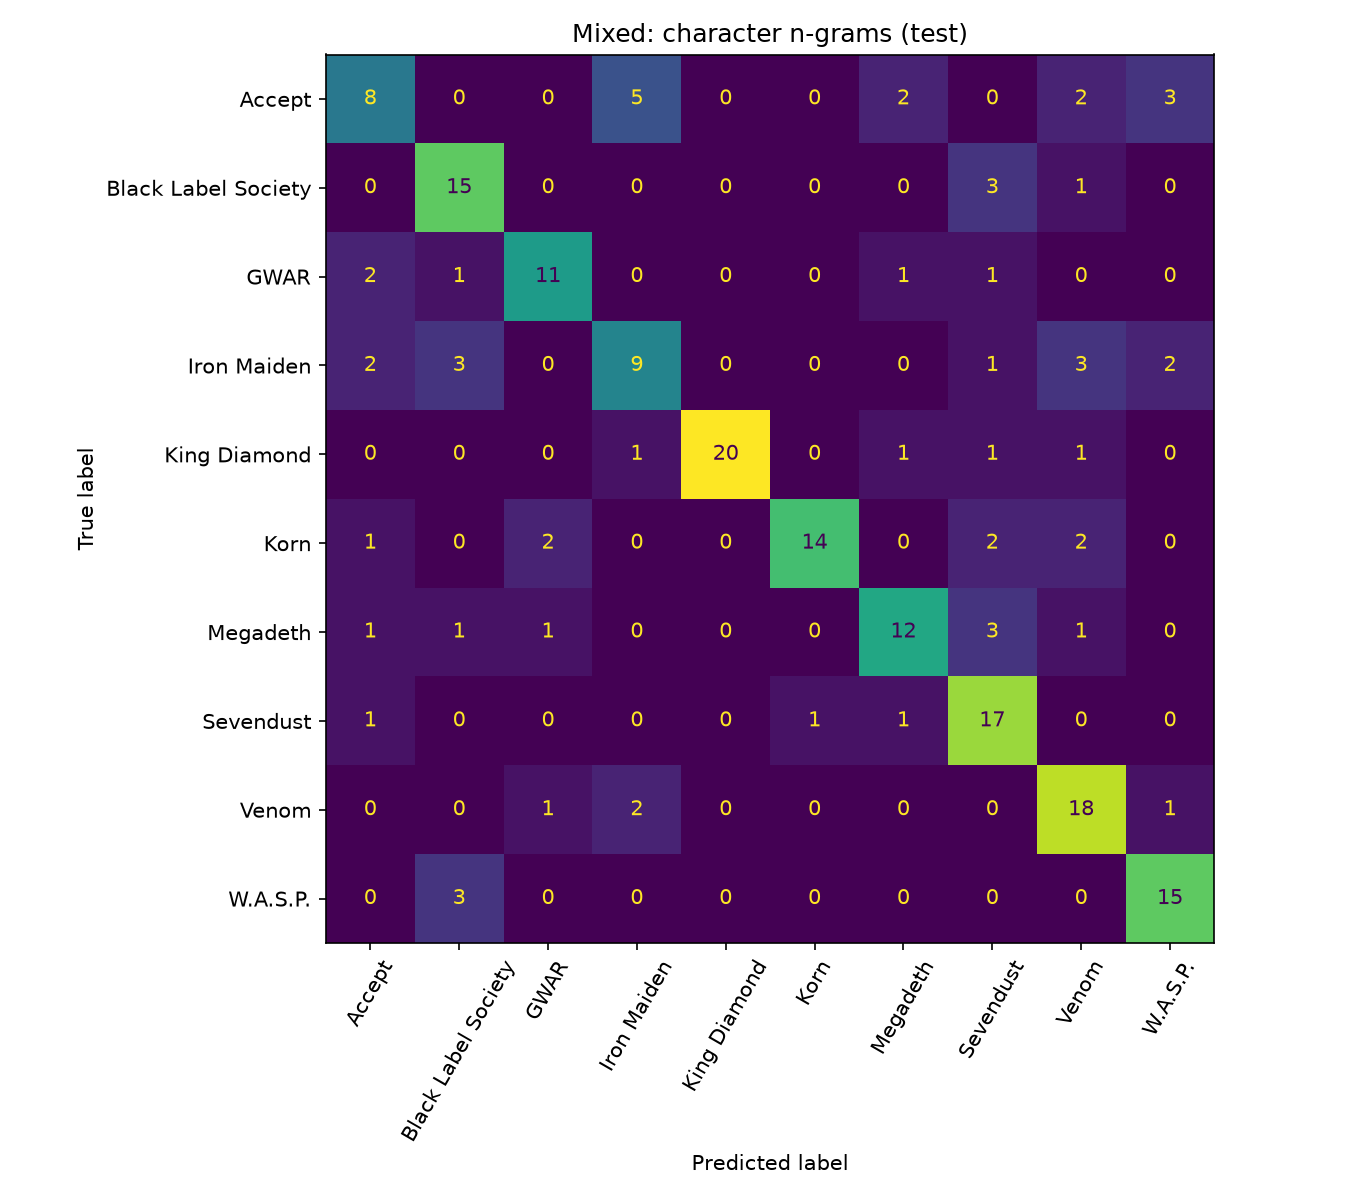 Mixed: character n-grams (test)
Accept 8 0 0 5 0 0 2 0 2 3
Black Label Society 0 15 0 0 0 0 0 3 1 0
GWAR 2 1 11 0 0 0 1 1 0 0
Iron Maiden 2 3 0 9 0 0 0 1 3 2
King Diamond 0 0 0 1 20 0 1 1 1 0
Korn 1 0 2 0 0 14 0 2 2 0
Megadeth 1 1 1 0 0 0 12 3 1 0
Sevendust 1 0 0 0 0 1 1 17 0 0
Venom 0 0 1 2 0 0 0 0 18 1
W.A.S.P. 0 3 0 0 0 0 0 0 0 15
True label
Accept Black Label Society GWAR Iron Maiden King Diamond Korn Megadeth Sevendust Venom W.A.S.P.
Predicted label